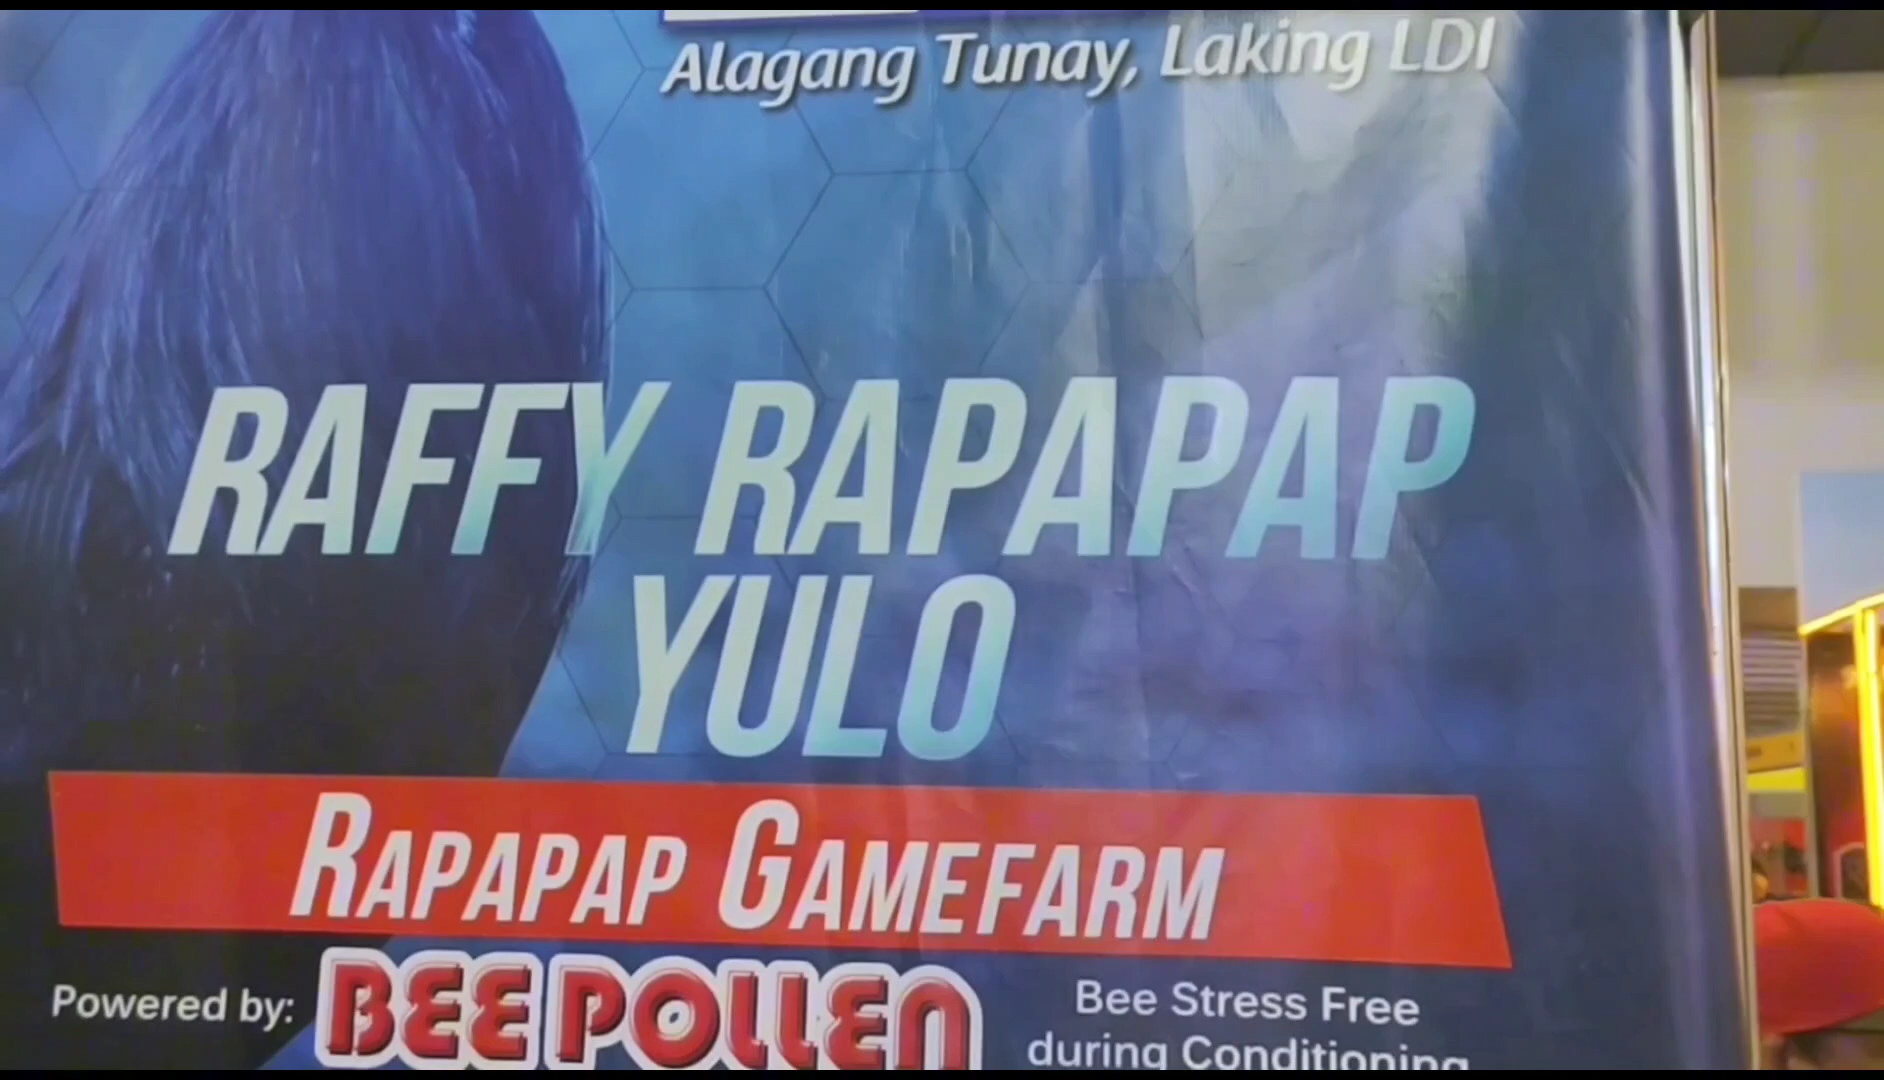 Alagang Tunay, Laking LDI
RAFFY RAPAPAP
YULO
RAPAPAP GAMEFARM
Powered by: BEE POLLEN
Bee Stress Free
during Conditioning